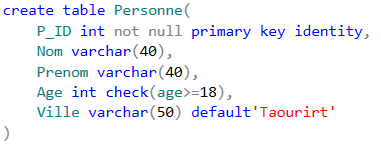 create table Personne(
P_ID int not null primary key identity,
Nom varchar(40),
Prenom varchar(40),
Age int check(age>=18),
Ville varchar(50) default'Taourirt'
)